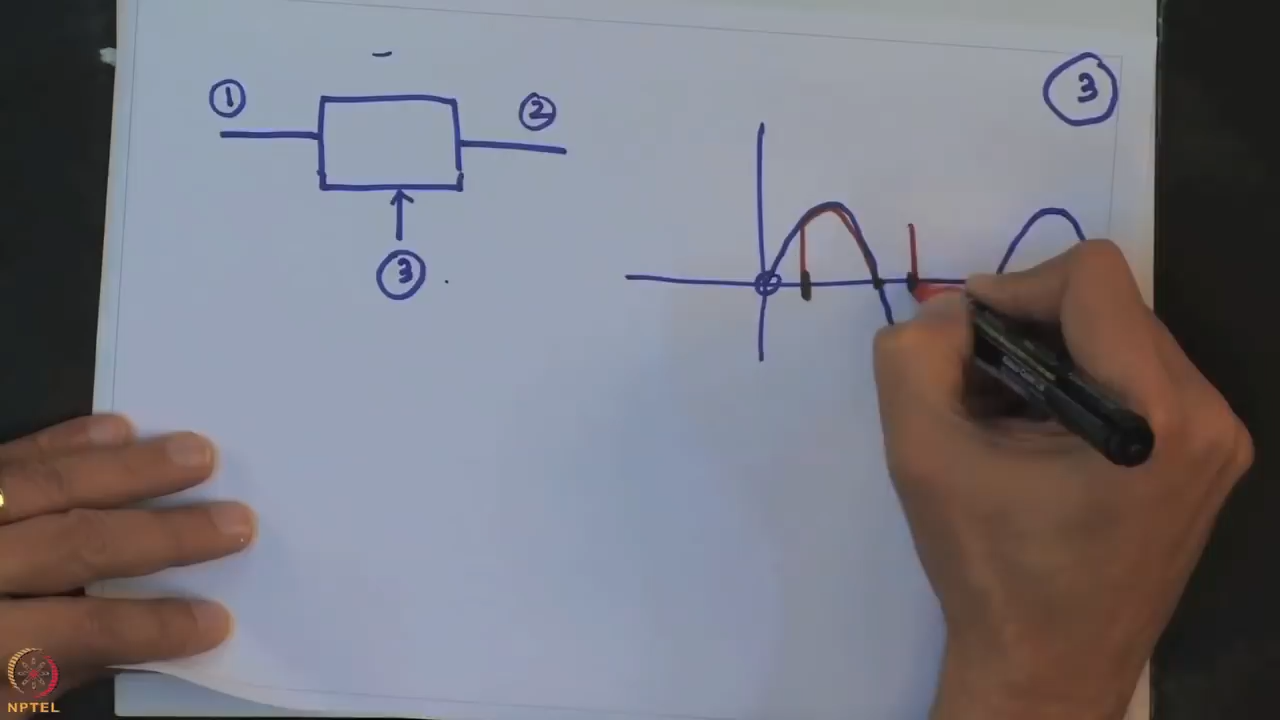 ① ②
③
③
NPTEL